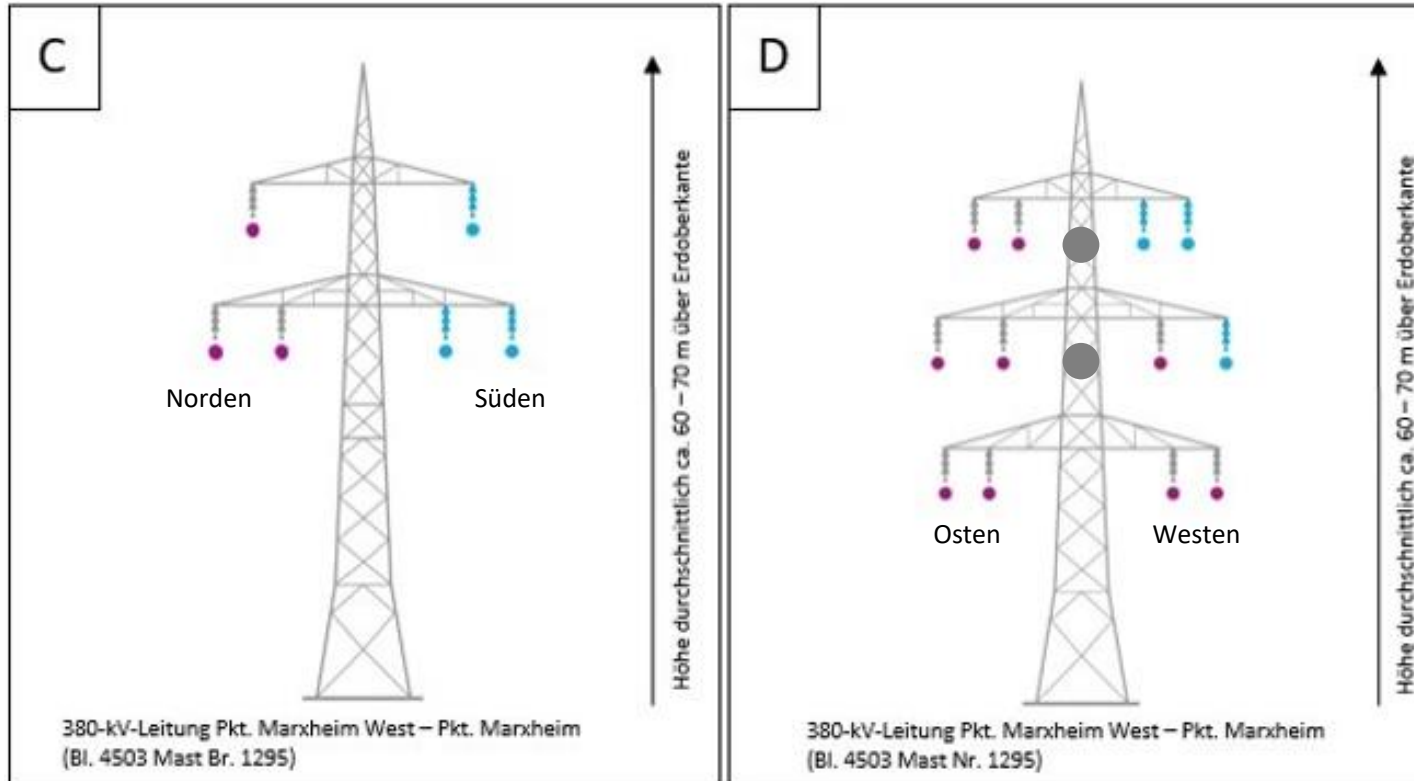 C
Norden
Süden
Höhe durchschnittlich ca. 60 – 70 m über Erdoberkante
380-kV-Leitung Pkt. Marxheim West – Pkt. Marxheim
(Bl. 4503 Mast Br. 1295)
D
Osten
Westen
Höhe durchschnittlich ca. 60 – 70 m über Erdoberkante
380-kV-Leitung Pkt. Marxheim West – Pkt. Marxheim
(Bl. 4503 Mast Nr. 1295)